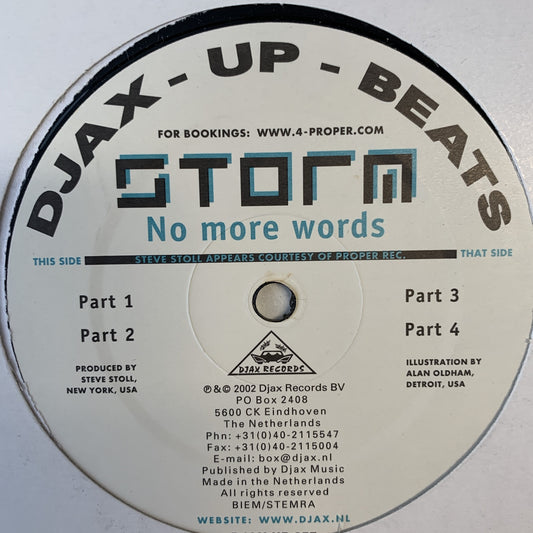 DJAX - UP - BEATS
FOR BOOKINGS: WWW.4-PROPER.COM
STORM
No more words
THIS SIDE
STEVE STOLL APPEARS COURTESY OF PROPER REC.
THAT SIDE
Part 1
Part 2
Part 3
Part 4
PRODUCED BY
STEVE STOLL,
NEW YORK, USA
ILLUSTRATION BY
ALAN OLDHAM,
DETROIT, USA
DJAX RECORDS
℗ & © 2002 Djax Records BV
PO Box 2408
5600 CK Eindhoven
The Netherlands
Phn: +31(0)40-2115547
Fax: +31(0)40-2115004
E-mail: box@djax.nl
Published by Djax Music
Made in the Netherlands
All rights reserved
BIEM/STEMRA
WEBSITE: WWW.DJAX.NL